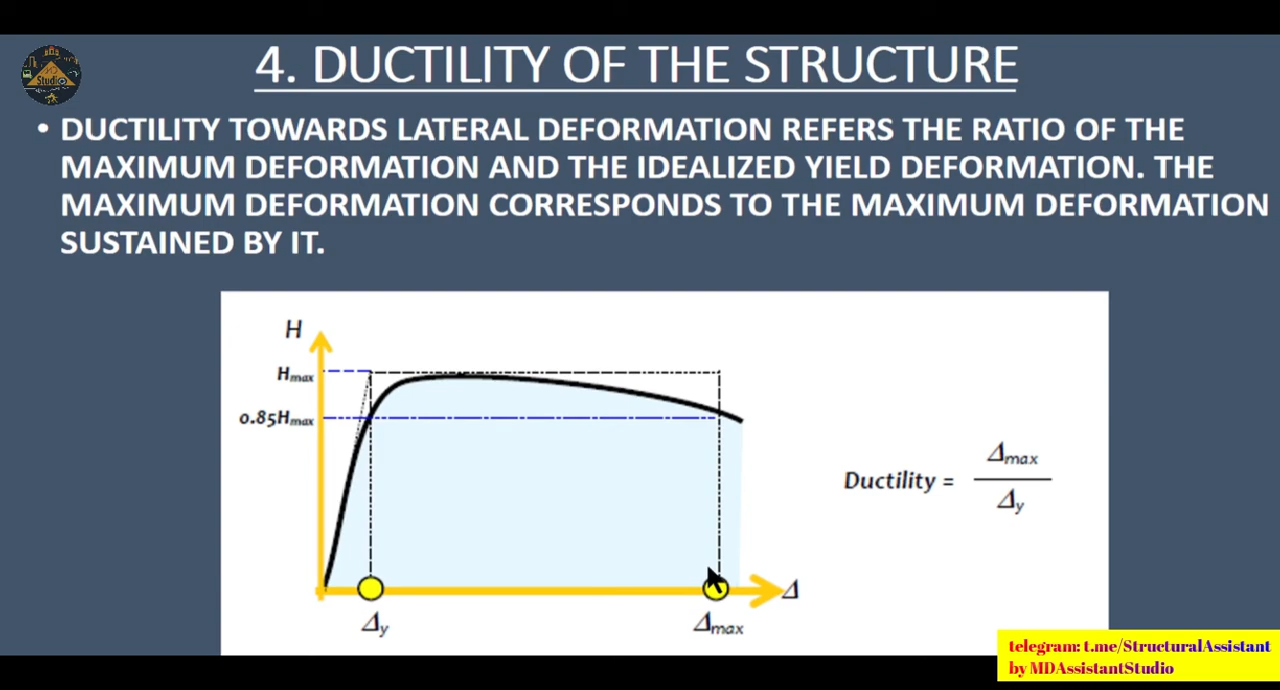 Studio
4. DUCTILITY OF THE STRUCTURE
• DUCTILITY TOWARDS LATERAL DEFORMATION REFERS THE RATIO OF THE
MAXIMUM DEFORMATION AND THE IDEALIZED YIELD DEFORMATION. THE
MAXIMUM DEFORMATION CORRESPONDS TO THE MAXIMUM DEFORMATION
SUSTAINED BY IT.
H
Hmax
0.85Hmax
Δ
Δy
Δmax
Ductility = Δmax
Δy
telegram: t.me/StructuralAssistant
by MDAssistantStudio